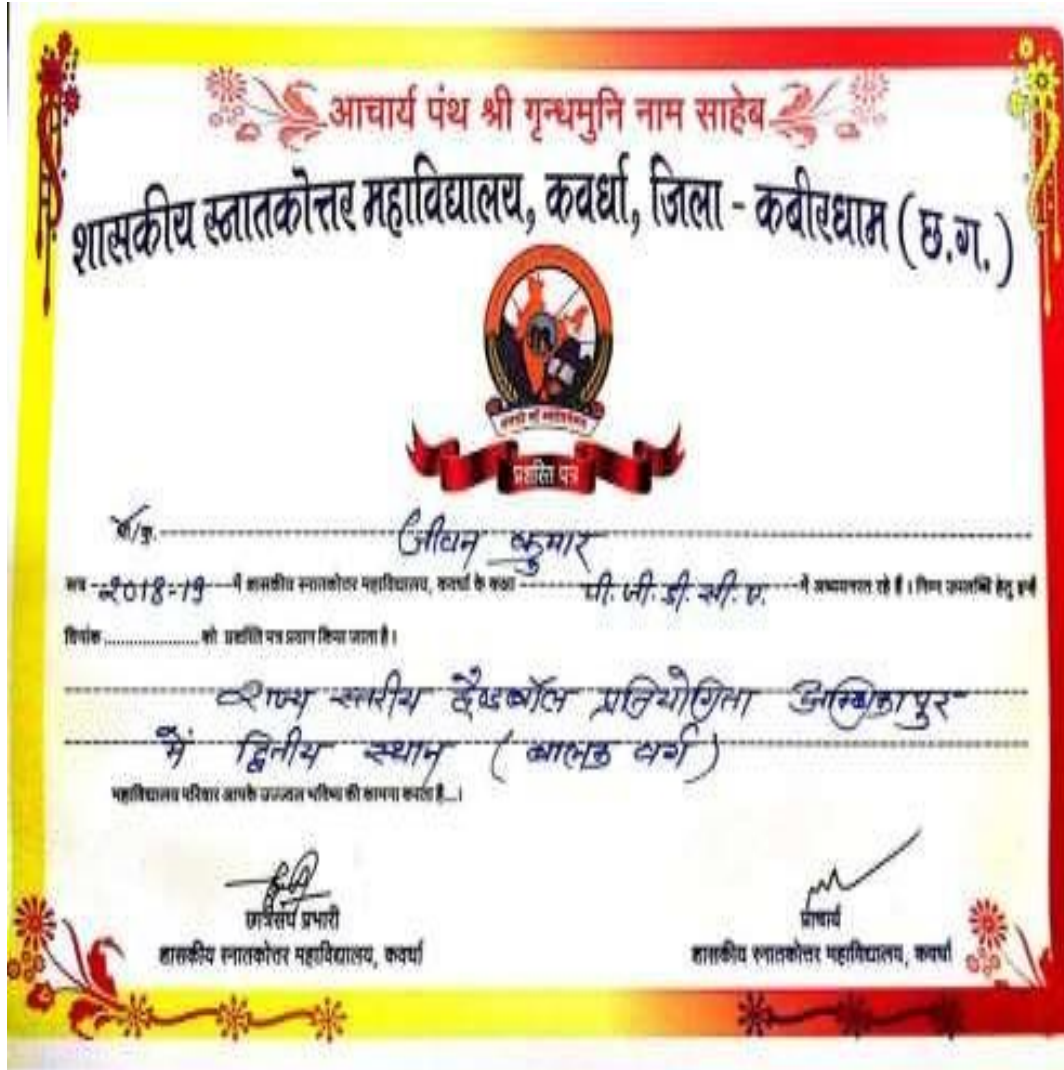 आचार्य पंथ श्री गृन्धमुनि नाम साहेब
शासकीय स्नातकोत्तर महाविद्यालय, कवर्धा, जिला - कबीरधाम ( छ.ग. )
प्रशस्ति पत्र
श्री/कु. जीवन कुमार
सत्र 2018-19 में शासकीय स्नातकोत्तर महाविद्यालय, कवर्धा के कक्षा पी.जी.डी.सी.ए. में अध्ययनरत रहे हैं । निम्न उपलब्धि हेतु इन्हें
दिनांक .................... को प्रशस्ति पत्र प्रदान किया जाता है ।
राज्य स्तरीय हैण्डबॉल प्रतियोगिता अम्बिकापुर
में द्वितीय स्थान ( बालक वर्ग )
महाविद्यालय परिवार आपके उज्ज्वल भविष्य की कामना करता है...।
छात्रसंघ प्रभारी
शासकीय स्नातकोत्तर महाविद्यालय, कवर्धा
प्राचार्य
शासकीय स्नातकोत्तर महाविद्यालय, कवर्धा